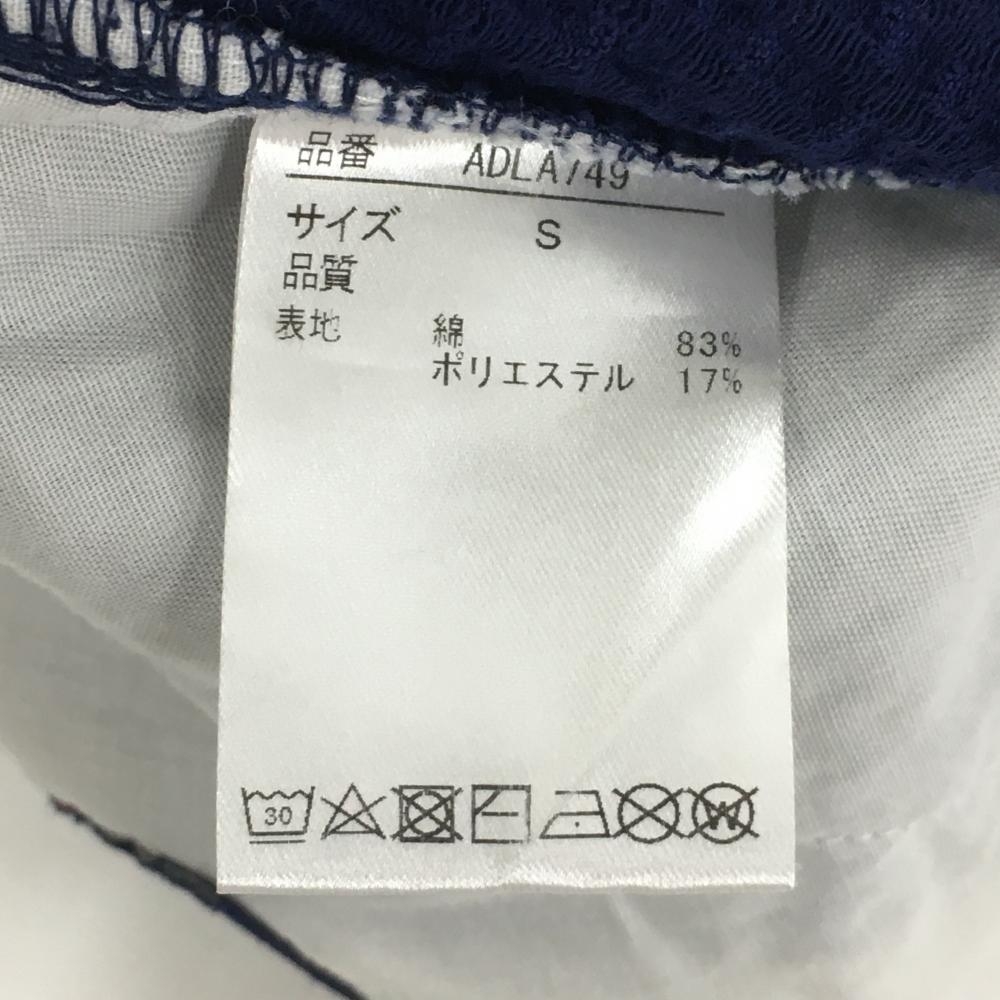 品番 ADLA749
サイズ S
品質
表地 綿 83%
ポリエステル 17%
30
W